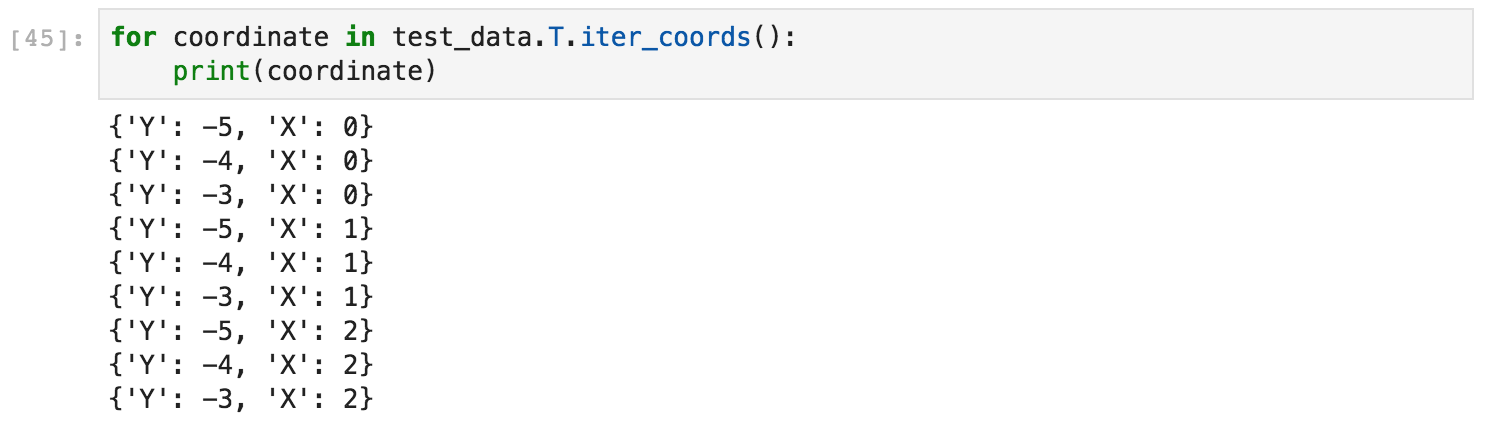 [45]: for coordinate in test_data.T.iter_coords():
    print(coordinate)
{'Y': -5, 'X': 0}
{'Y': -4, 'X': 0}
{'Y': -3, 'X': 0}
{'Y': -5, 'X': 1}
{'Y': -4, 'X': 1}
{'Y': -3, 'X': 1}
{'Y': -5, 'X': 2}
{'Y': -4, 'X': 2}
{'Y': -3, 'X': 2}